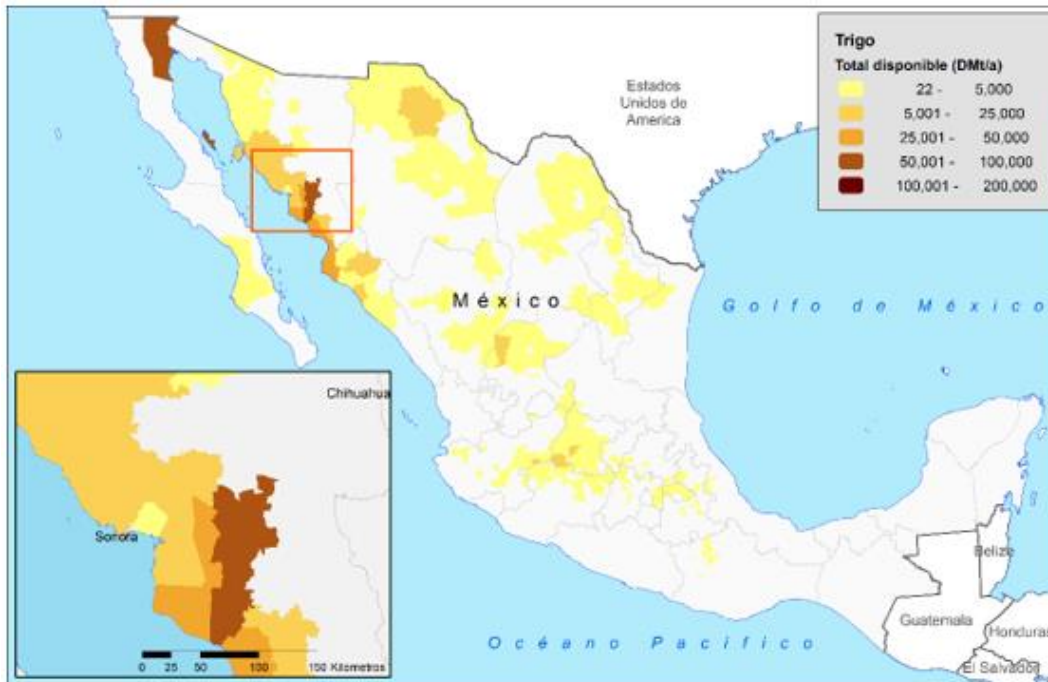 Trigo
Total disponible (DMt/a)
22 - 5,000
5,001 - 25,000
25,001 - 50,000
50,001 - 100,000
100,001 - 200,000
Estados
Unidos de
America
México
Golfo de México
Chihuahua
Sonora
0 25 50 100 150 Kilometros
Belize
Guatemala
Honduras
El Salvador
Océano Pacífico